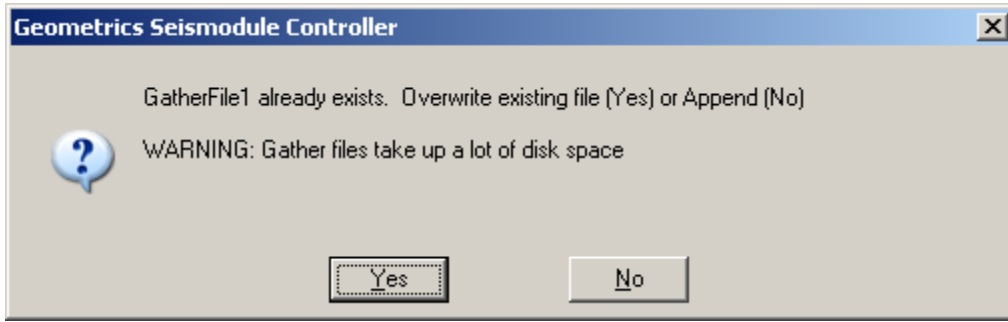 Geometrics Seismodule Controller
GatherFile1 already exists.  Overwrite existing file (Yes) or Append (No)
WARNING: Gather files take up a lot of disk space
Yes
No